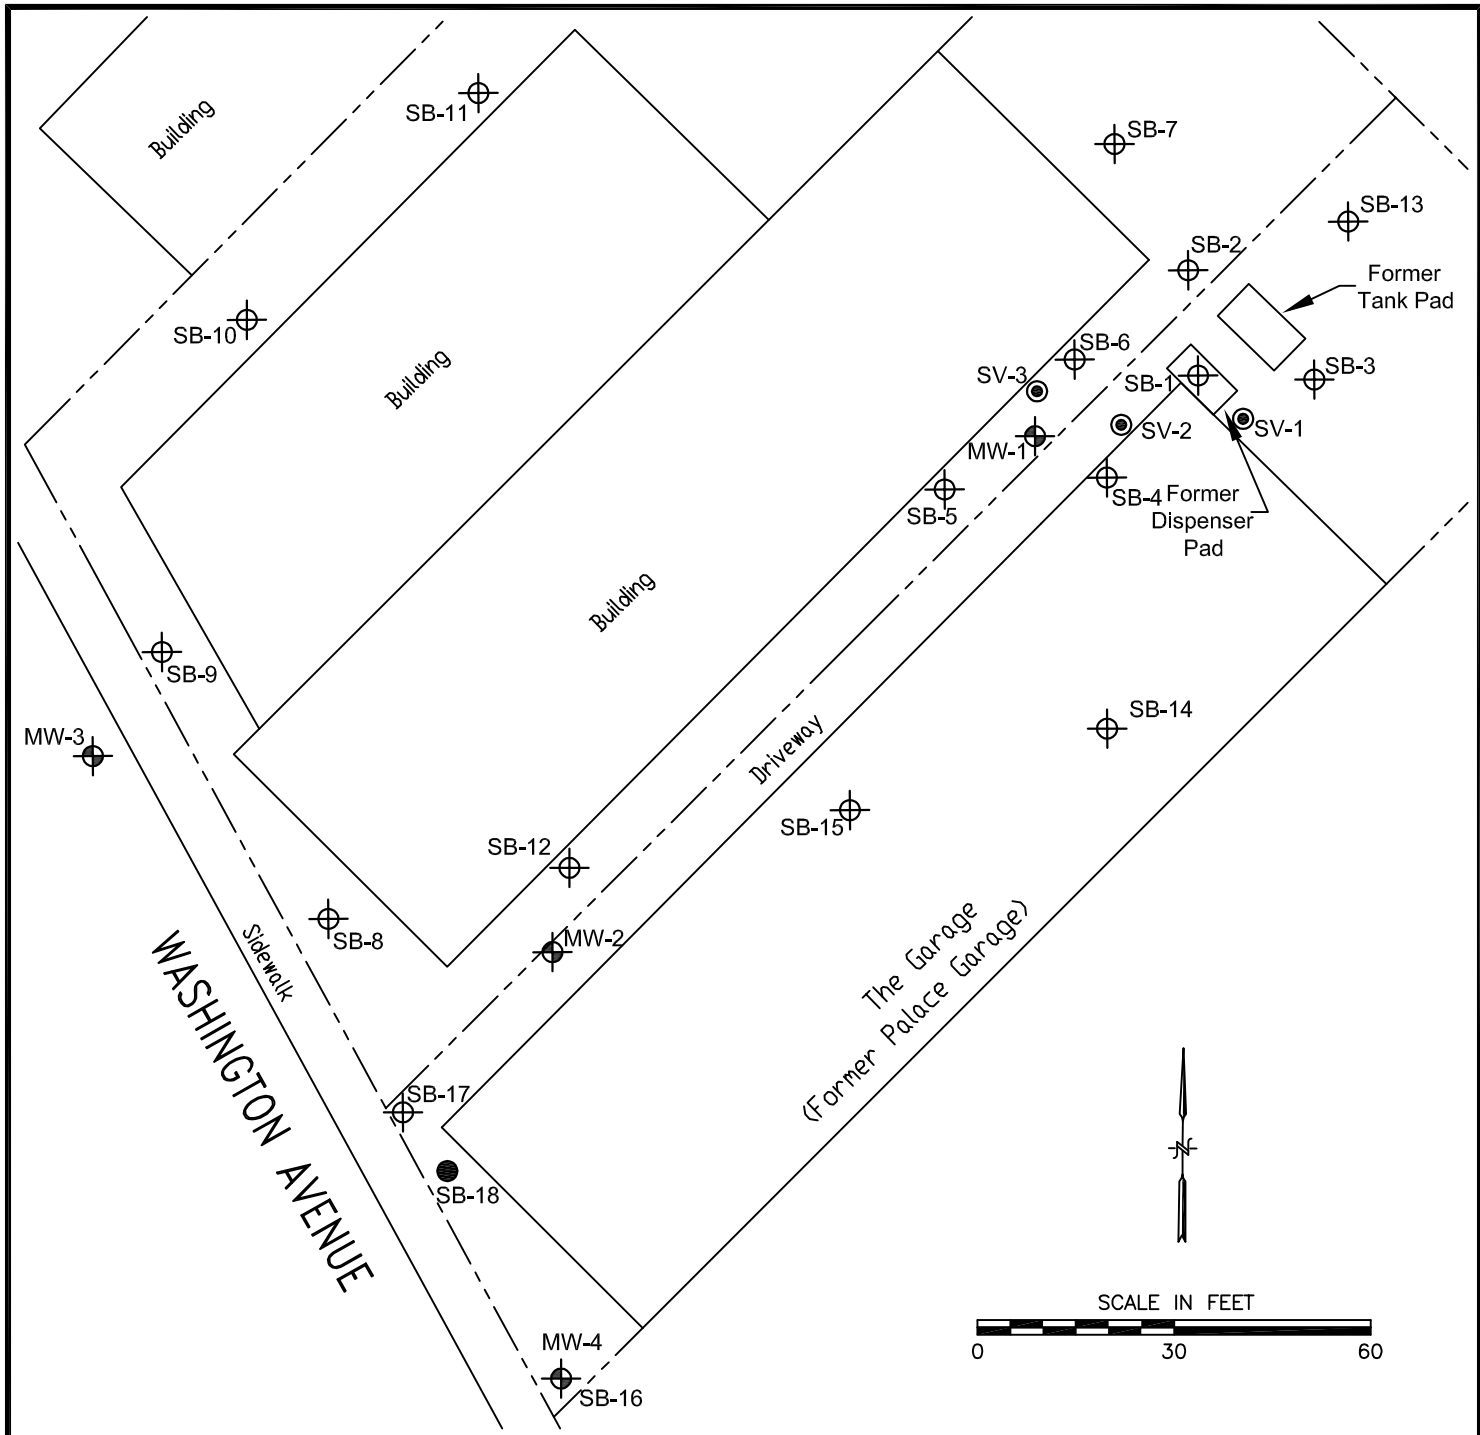 SB-11
Building
SB-7
SB-13
SB-2
Former
Tank Pad
SB-10
SB-6
Building
SV-3
SB-1
SB-3
SV-2
SV-1
MW-1
SB-4
Former
Dispenser
Pad
SB-5
Building
SB-9
MW-3
SB-14
Driveway
SB-15
SB-12
SB-8
MW-2
Sidewalk
WASHINGTON AVENUE
The Garage
(Former Palace Garage)
SB-17
N
SB-18
SCALE IN FEET
0 30 60
MW-4
SB-16